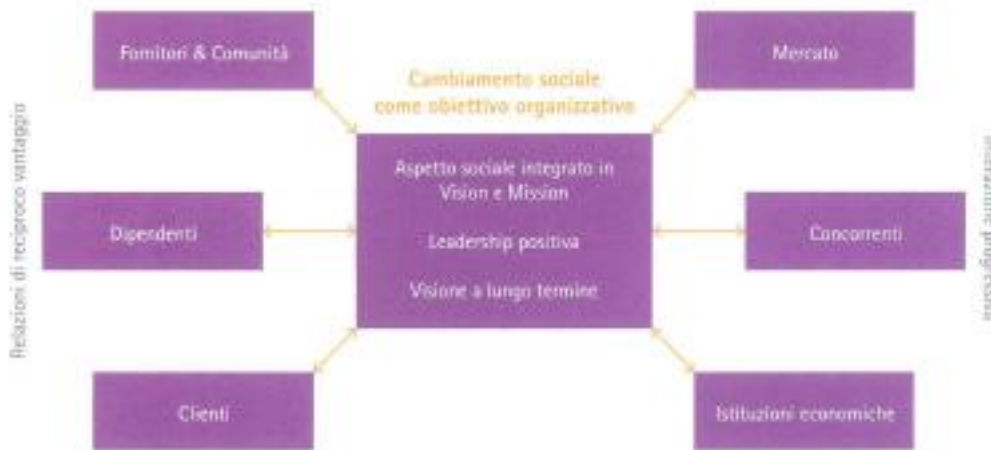 Fornitori & Comunità
Mercato
Cambiamento sociale
come obiettivo organizzativo
Relazioni di reciproco vantaggio
Aspetto sociale integrato in
Vision e Mission
Dipendenti
Leadership positiva
Concorrenti
Visione a lungo termine
Clienti
Istituzioni economiche